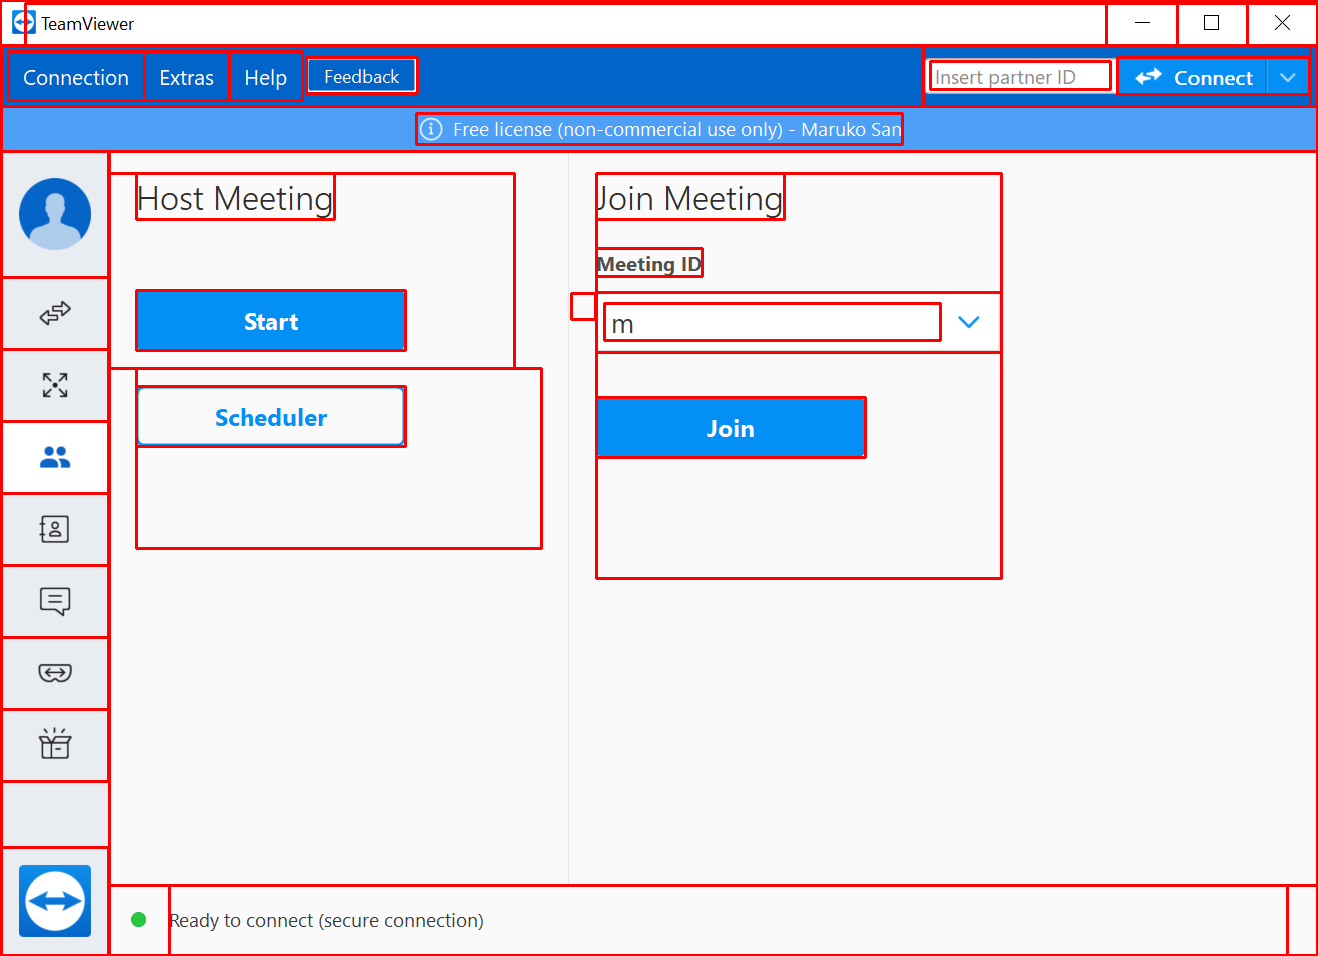 TeamViewer
Connection Extras Help Feedback Insert partner ID Connect
Free license (non-commercial use only) - Maruko San
Host Meeting
Start
Scheduler
Join Meeting
Meeting ID
m
Join
Ready to connect (secure connection)